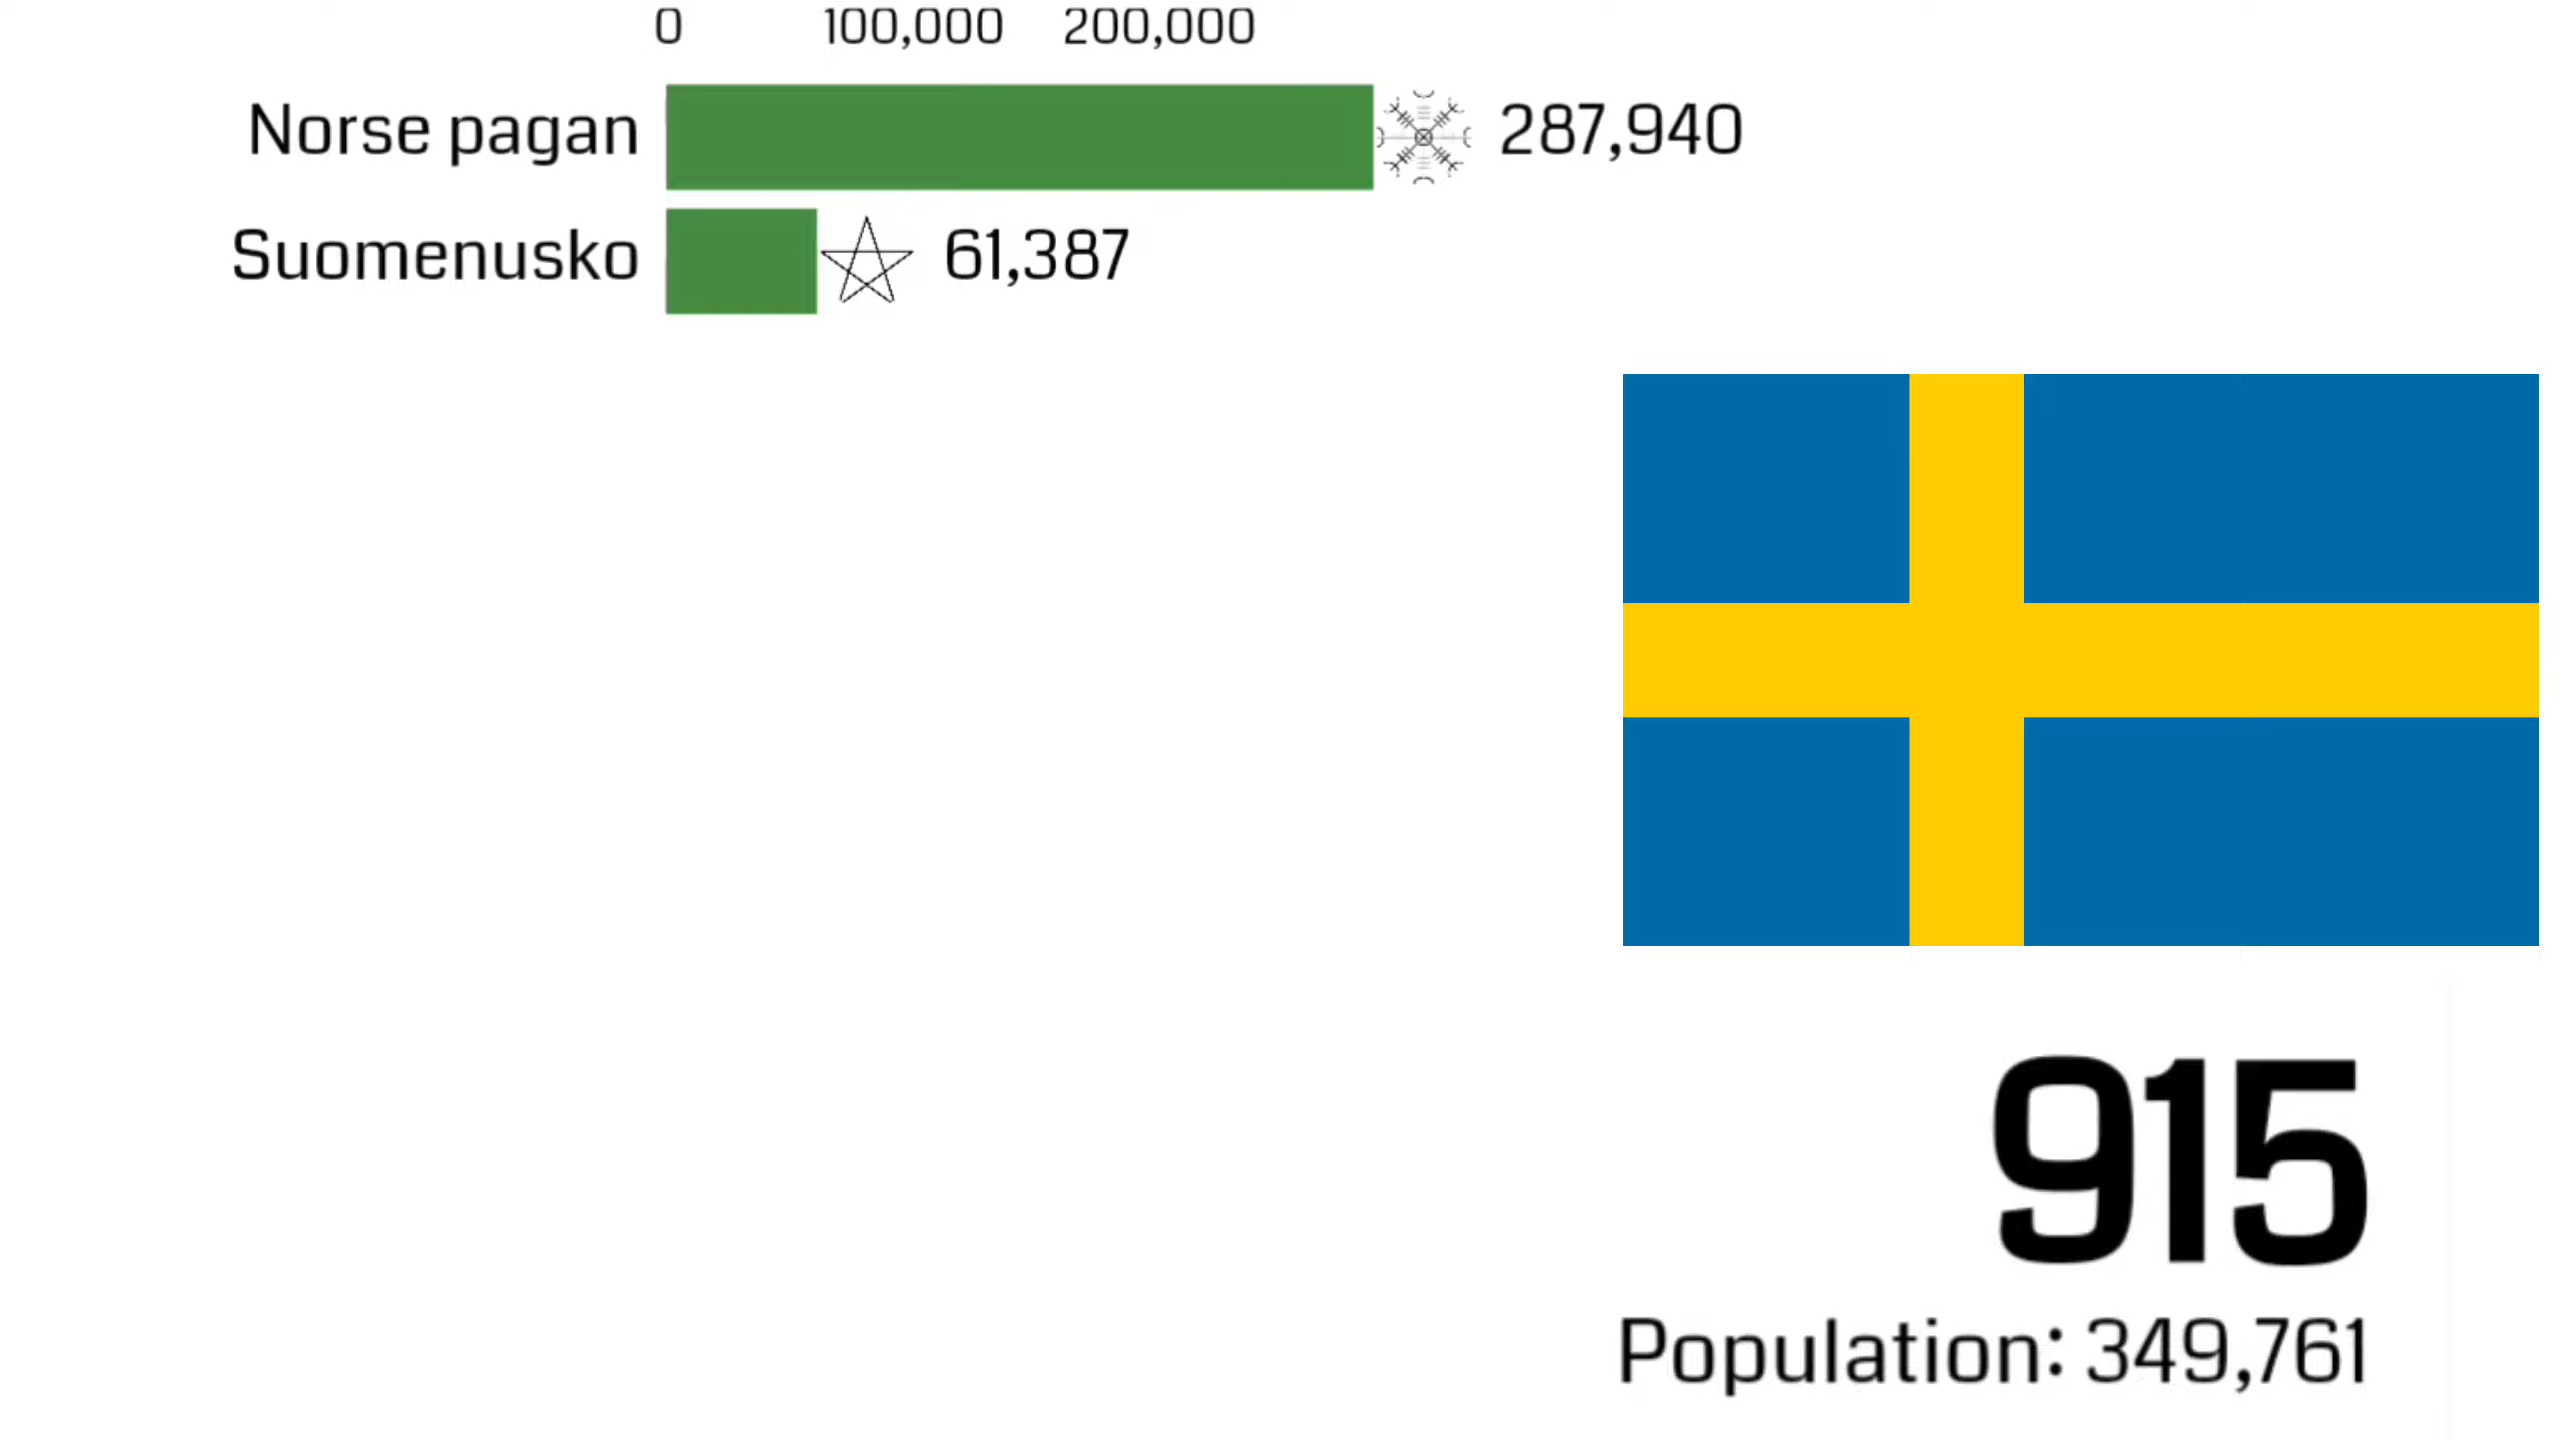 0 100,000 200,000
Norse pagan 287,940
Suomenusko 61,387
915
Population: 349,761